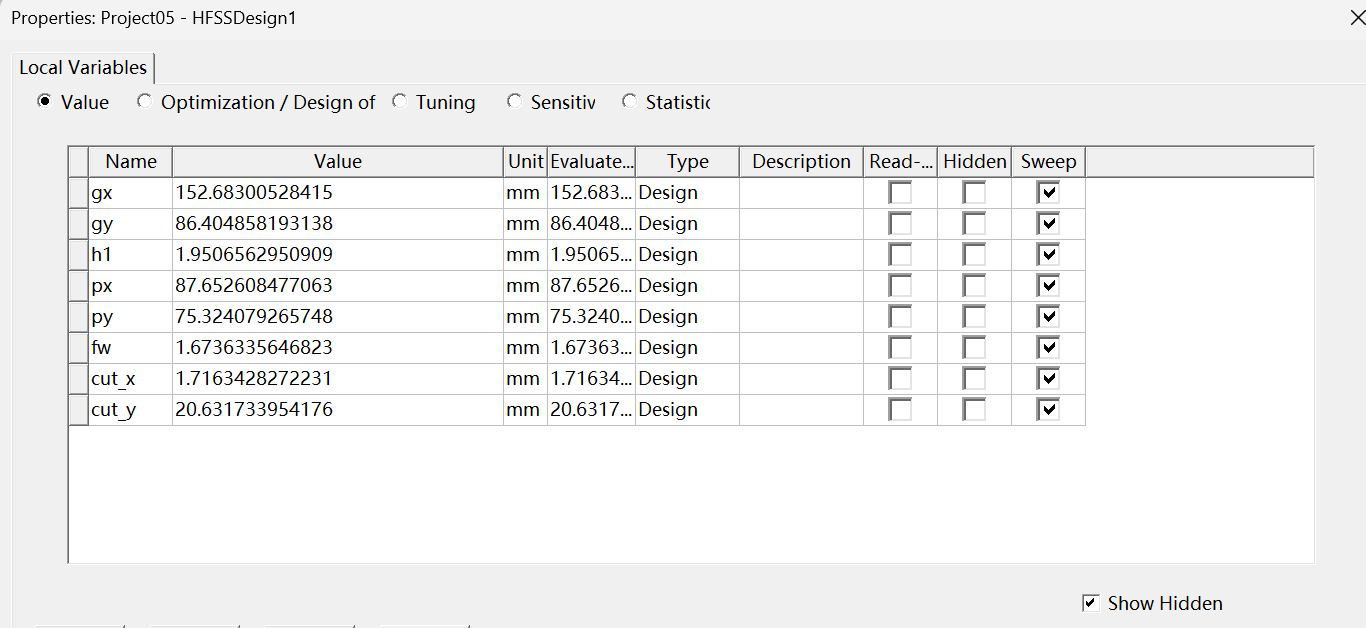 Properties: Project05 - HFSSDesign1
Local Variables
Value Optimization / Design of Tuning Sensitiv Statistic
Name Value Unit Evaluate... Type Description Read-... Hidden Sweep
gx 152.68300528415 mm 152.683... Design
gy 86.404858193138 mm 86.4048... Design
h1 1.9506562950909 mm 1.95065... Design
px 87.652608477063 mm 87.6526... Design
py 75.324079265748 mm 75.3240... Design
fw 1.6736335646823 mm 1.67363... Design
cut_x 1.7163428272231 mm 1.71634... Design
cut_y 20.631733954176 mm 20.6317... Design
Show Hidden